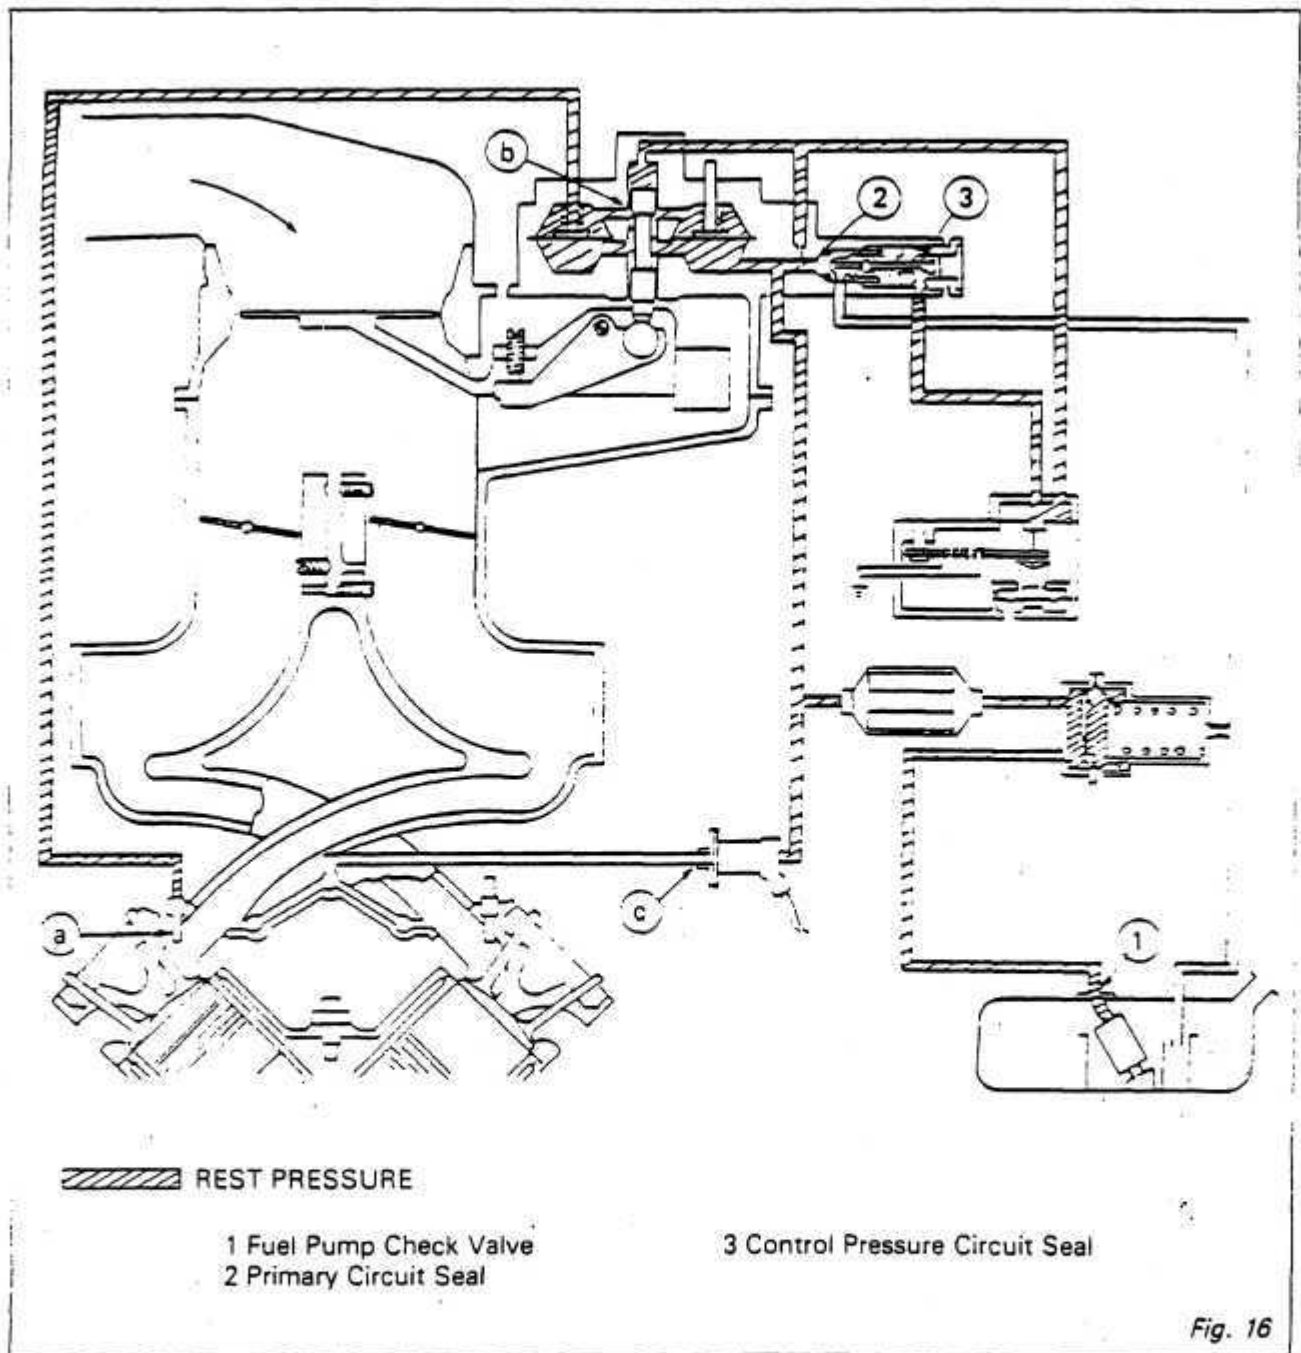 b
2
3
a
c
1
REST PRESSURE
1 Fuel Pump Check Valve
2 Primary Circuit Seal
3 Control Pressure Circuit Seal
Fig. 16